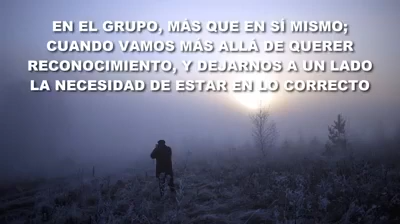 EN EL GRUPO, MÁS QUE EN SÍ MISMO;
CUANDO VAMOS MÁS ALLÁ DE QUERER
RECONOCIMIENTO, Y DEJARNOS A UN LADO
LA NECESIDAD DE ESTAR EN LO CORRECTO